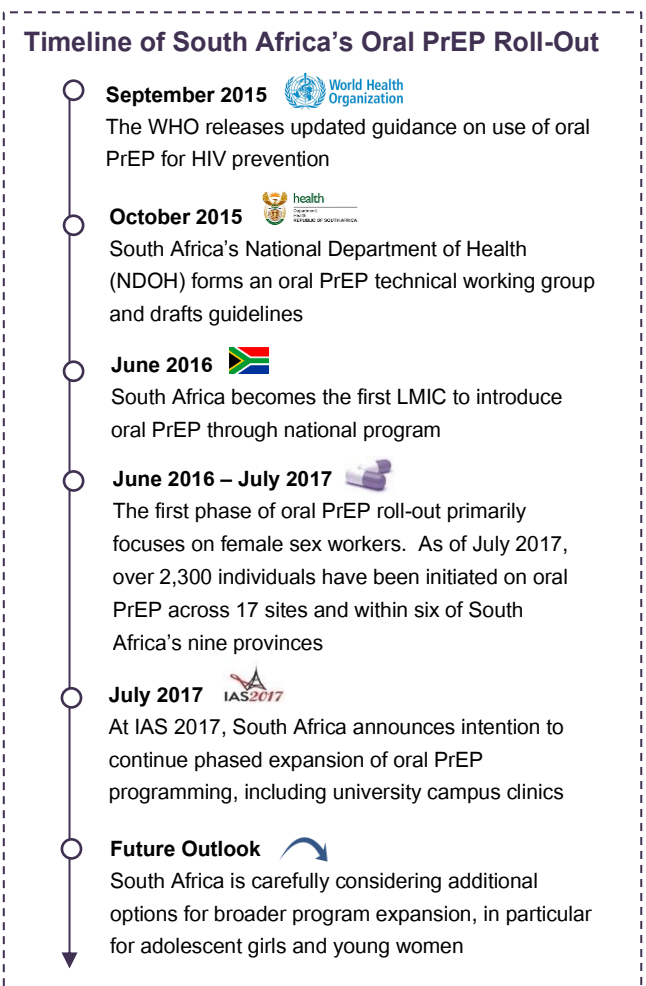 Timeline of South Africa’s Oral PrEP Roll-Out
September 2015
World Health
Organization
The WHO releases updated guidance on use of oral
PrEP for HIV prevention
October 2015
health
Department:
Health
REPUBLIC OF SOUTH AFRICA
South Africa’s National Department of Health
(NDOH) forms an oral PrEP technical working group
and drafts guidelines
June 2016
South Africa becomes the first LMIC to introduce
oral PrEP through national program
June 2016 – July 2017
The first phase of oral PrEP roll-out primarily
focuses on female sex workers.  As of July 2017,
over 2,300 individuals have been initiated on oral
PrEP across 17 sites and within six of South
Africa’s nine provinces
July 2017
IAS2017
At IAS 2017, South Africa announces intention to
continue phased expansion of oral PrEP
programming, including university campus clinics
Future Outlook
South Africa is carefully considering additional
options for broader program expansion, in particular
for adolescent girls and young women